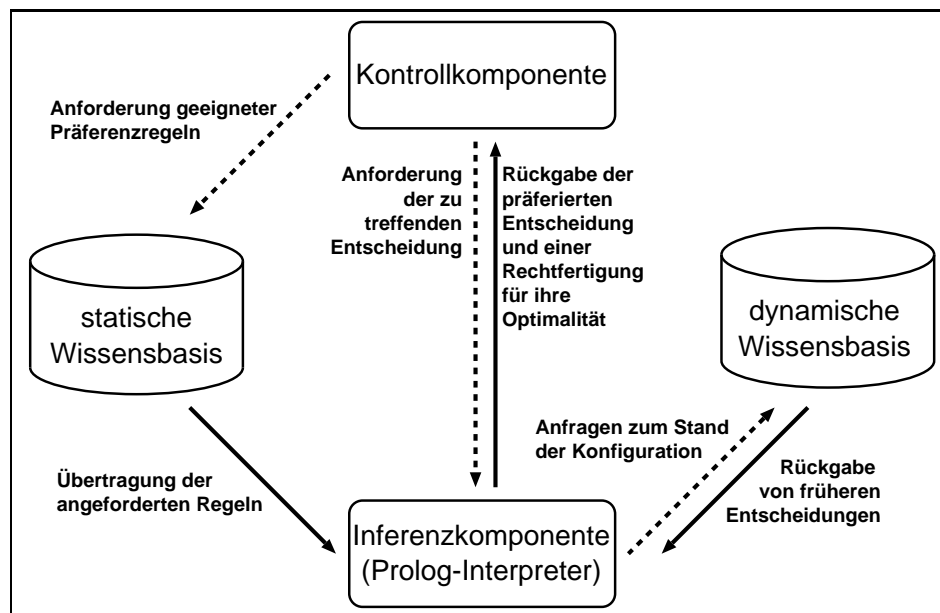 Kontrollkomponente
Anforderung geeigneter
Präferenzregeln
Anforderung
der zu
treffenden
Entscheidung
Rückgabe der
präferierten
Entscheidung
und einer
Rechtfertigung
für ihre
Optimalität
statische
Wissensbasis
dynamische
Wissensbasis
Anfragen zum Stand
der Konfiguration
Übertragung der
angeforderten Regeln
Rückgabe
von früheren
Entscheidungen
Inferenzkomponente
(Prolog-Interpreter)